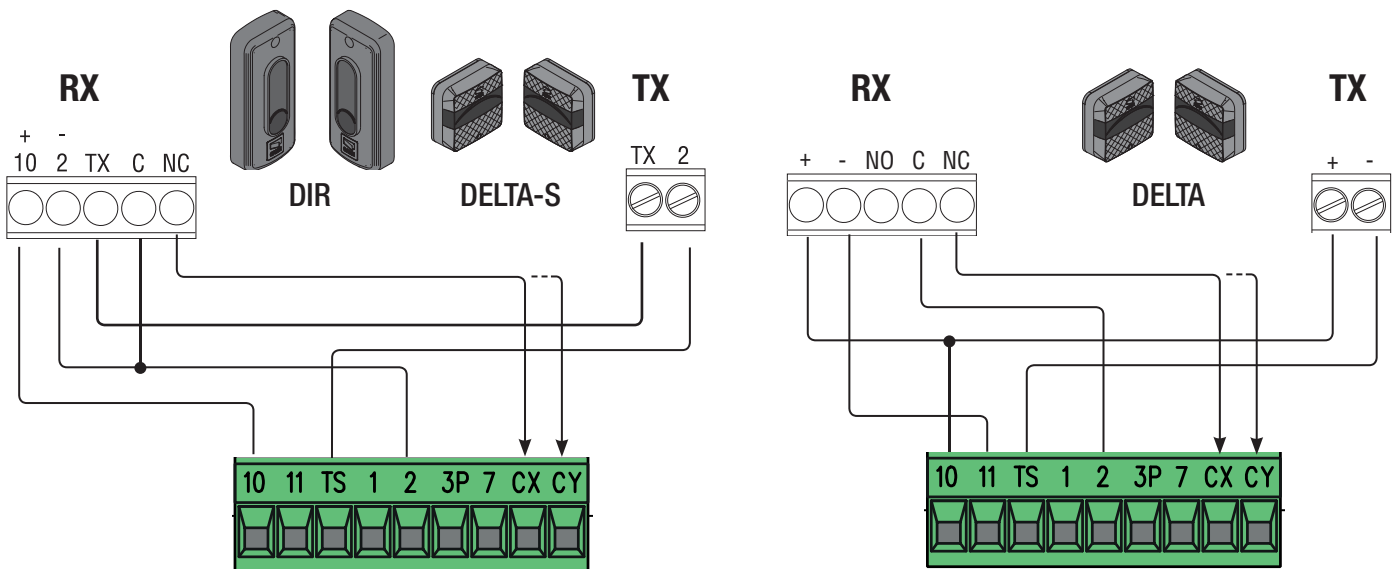 RX
TX
+ -
10 2 TX C NC
TX 2
DIR
DELTA-S
10 11 TS 1 2 3P 7 CX CY
RX
TX
+ - NO C NC
+ -
DELTA
10 11 TS 1 2 3P 7 CX CY